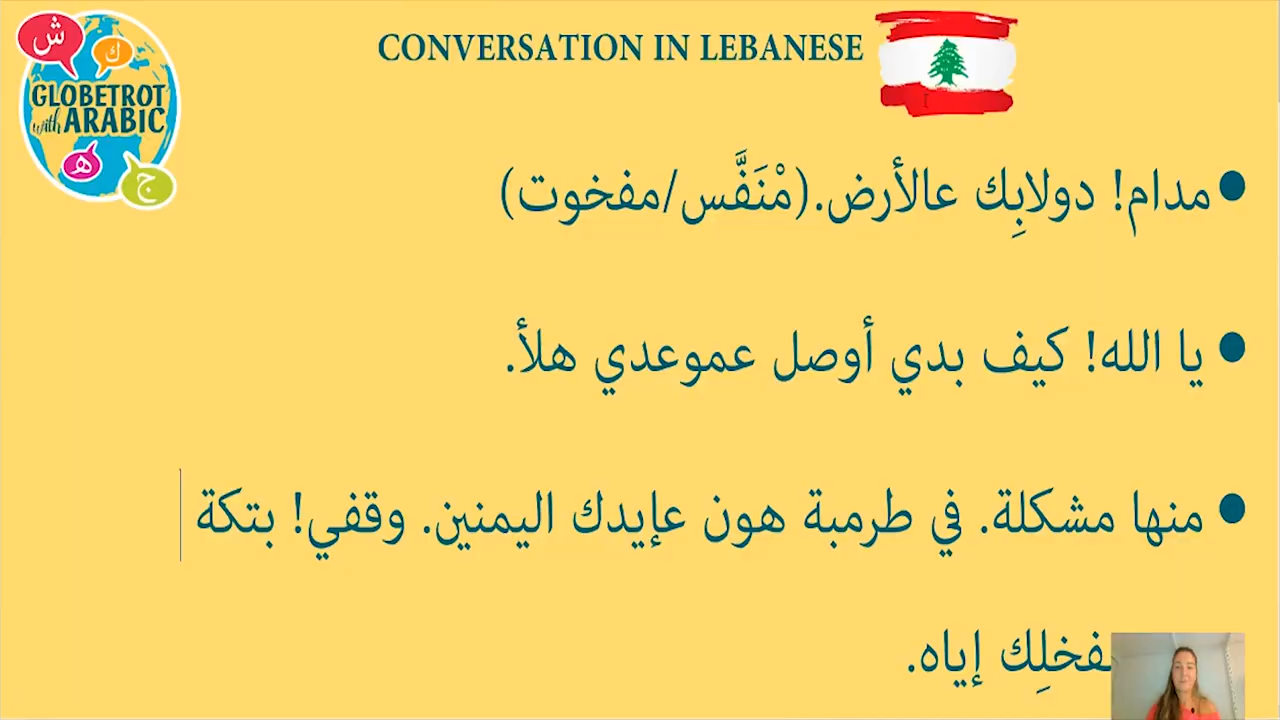 ش
ك
GLOBETROT
with ARABIC
ه
ج
CONVERSATION IN LEBANESE
مدام! دولابِك عالأرض.(مْنَفَّس/مفخوت)
يا الله! كيف بدي أوصل عموعدي هلأ.
منها مشكلة. في طرمبة هون عإيدك اليمنين. وقفي! بتكة
إياه.